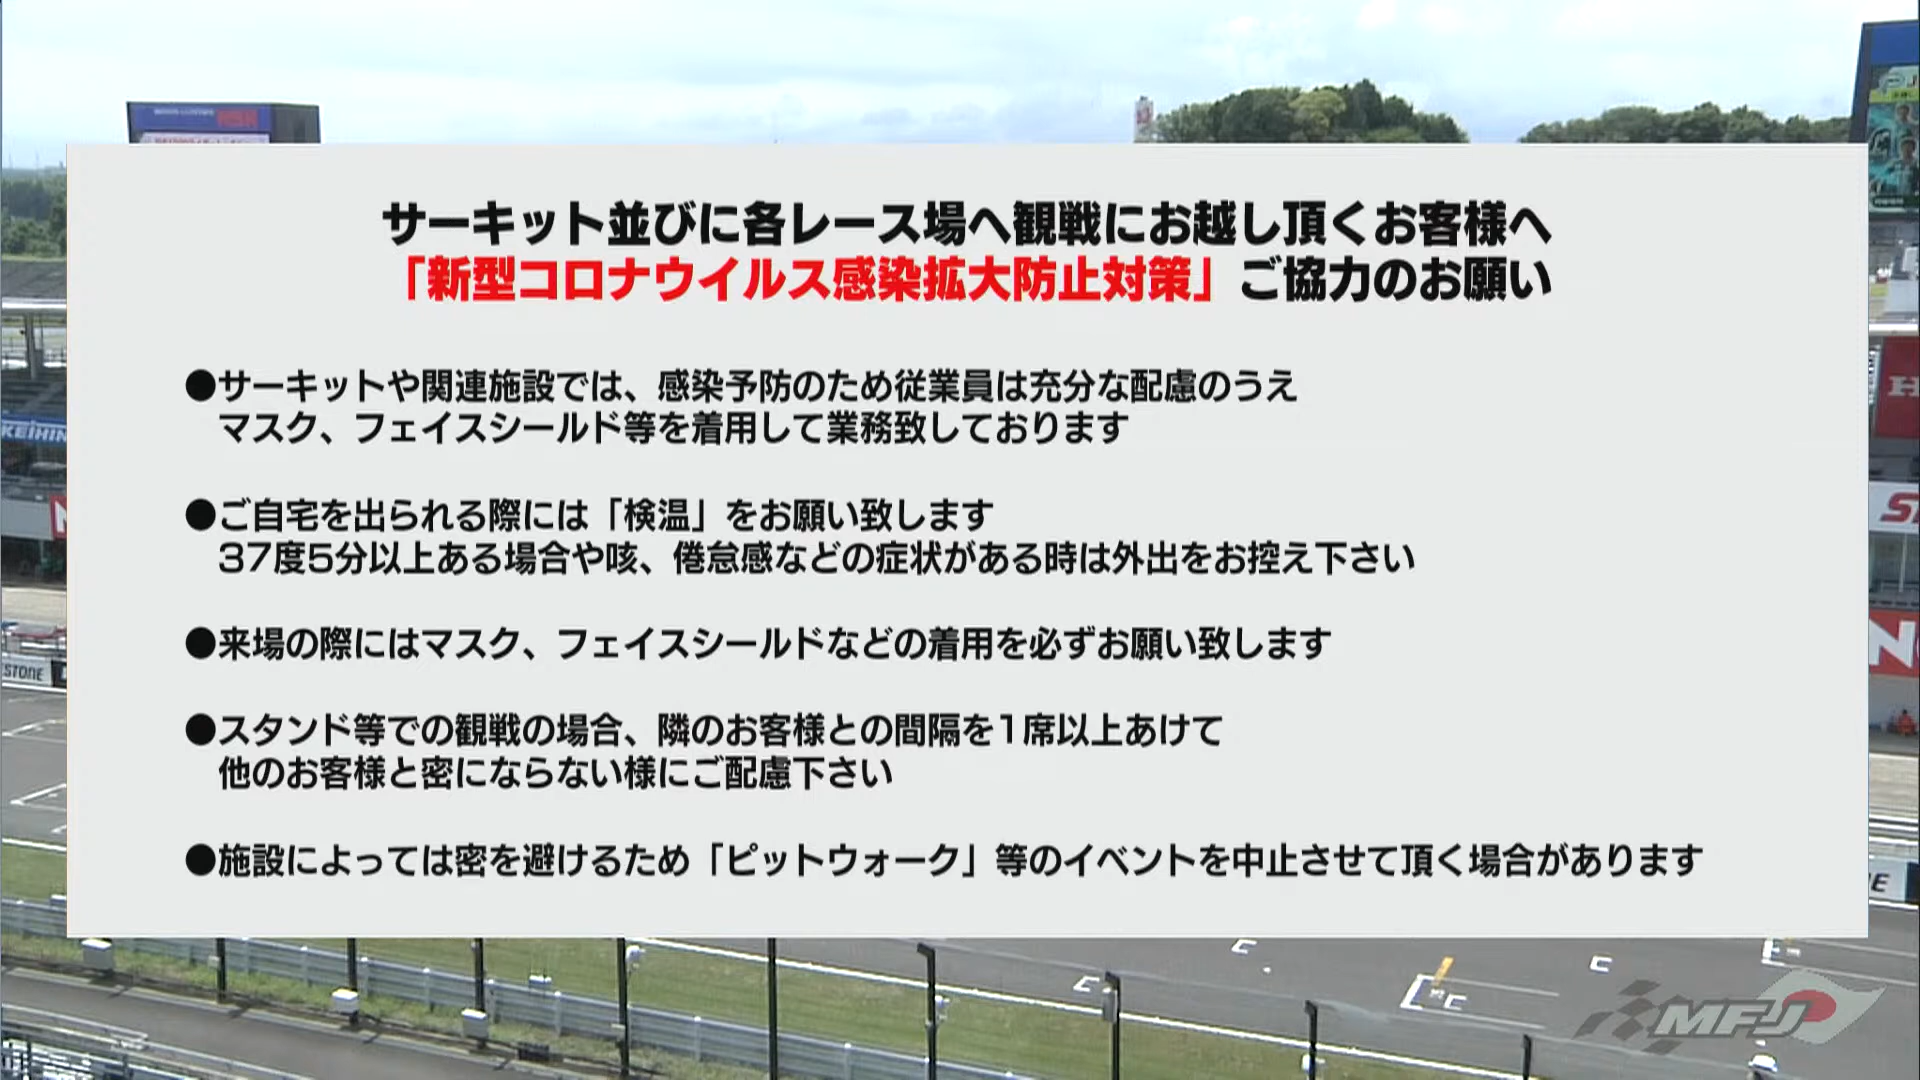 サーキット並びに各レース場へ観戦にお越し頂くお客様へ
「新型コロナウイルス感染拡大防止対策」ご協力のお願い
●サーキットや関連施設では、感染予防のため従業員は充分な配慮のうえ
マスク、フェイスシールド等を着用して業務致しております
●ご自宅を出られる際には「検温」をお願い致します
37度5分以上ある場合や咳、倦怠感などの症状がある時は外出をお控え下さい
●来場の際にはマスク、フェイスシールドなどの着用を必ずお願い致します
●スタンド等での観戦の場合、隣のお客様との間隔を1席以上あけて
他のお客様と密にならない様にご配慮下さい
●施設によっては密を避けるため「ピットウォーク」等のイベントを中止させて頂く場合があります
KEIHIN
STONE
MFJ